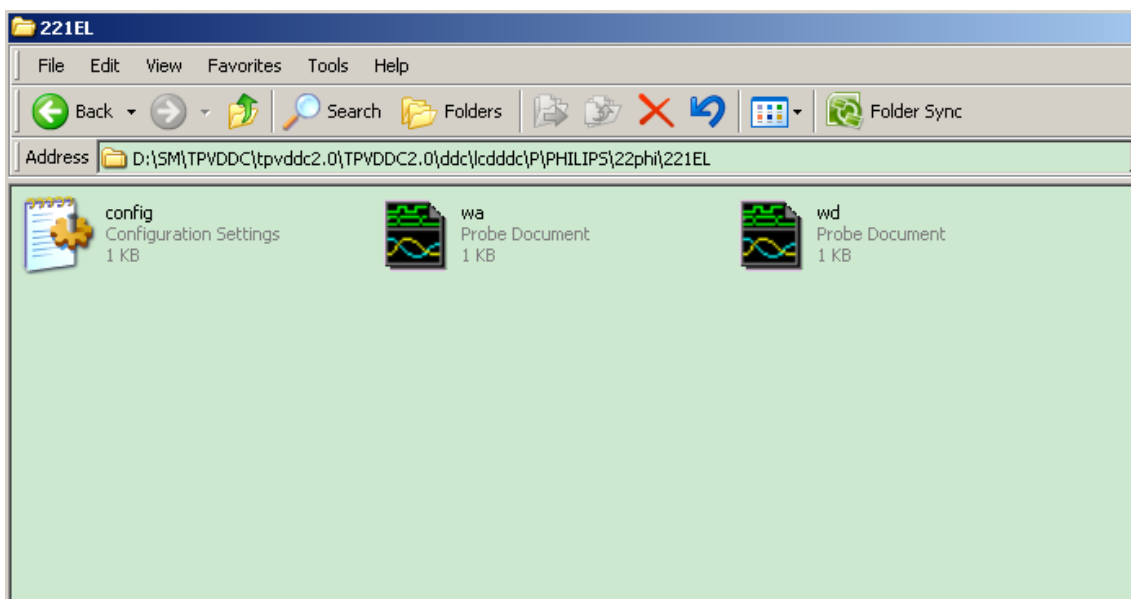 221EL
File Edit View Favorites Tools Help
Back Search Folders Folder Sync
Address D:\SM\TPVDDC\tpvddc2.0\TPVDDC2.0\ddc\lcdddc\P\PHILIPS\22phi\221EL
config
Configuration Settings
1 KB
wa
Probe Document
1 KB
wd
Probe Document
1 KB